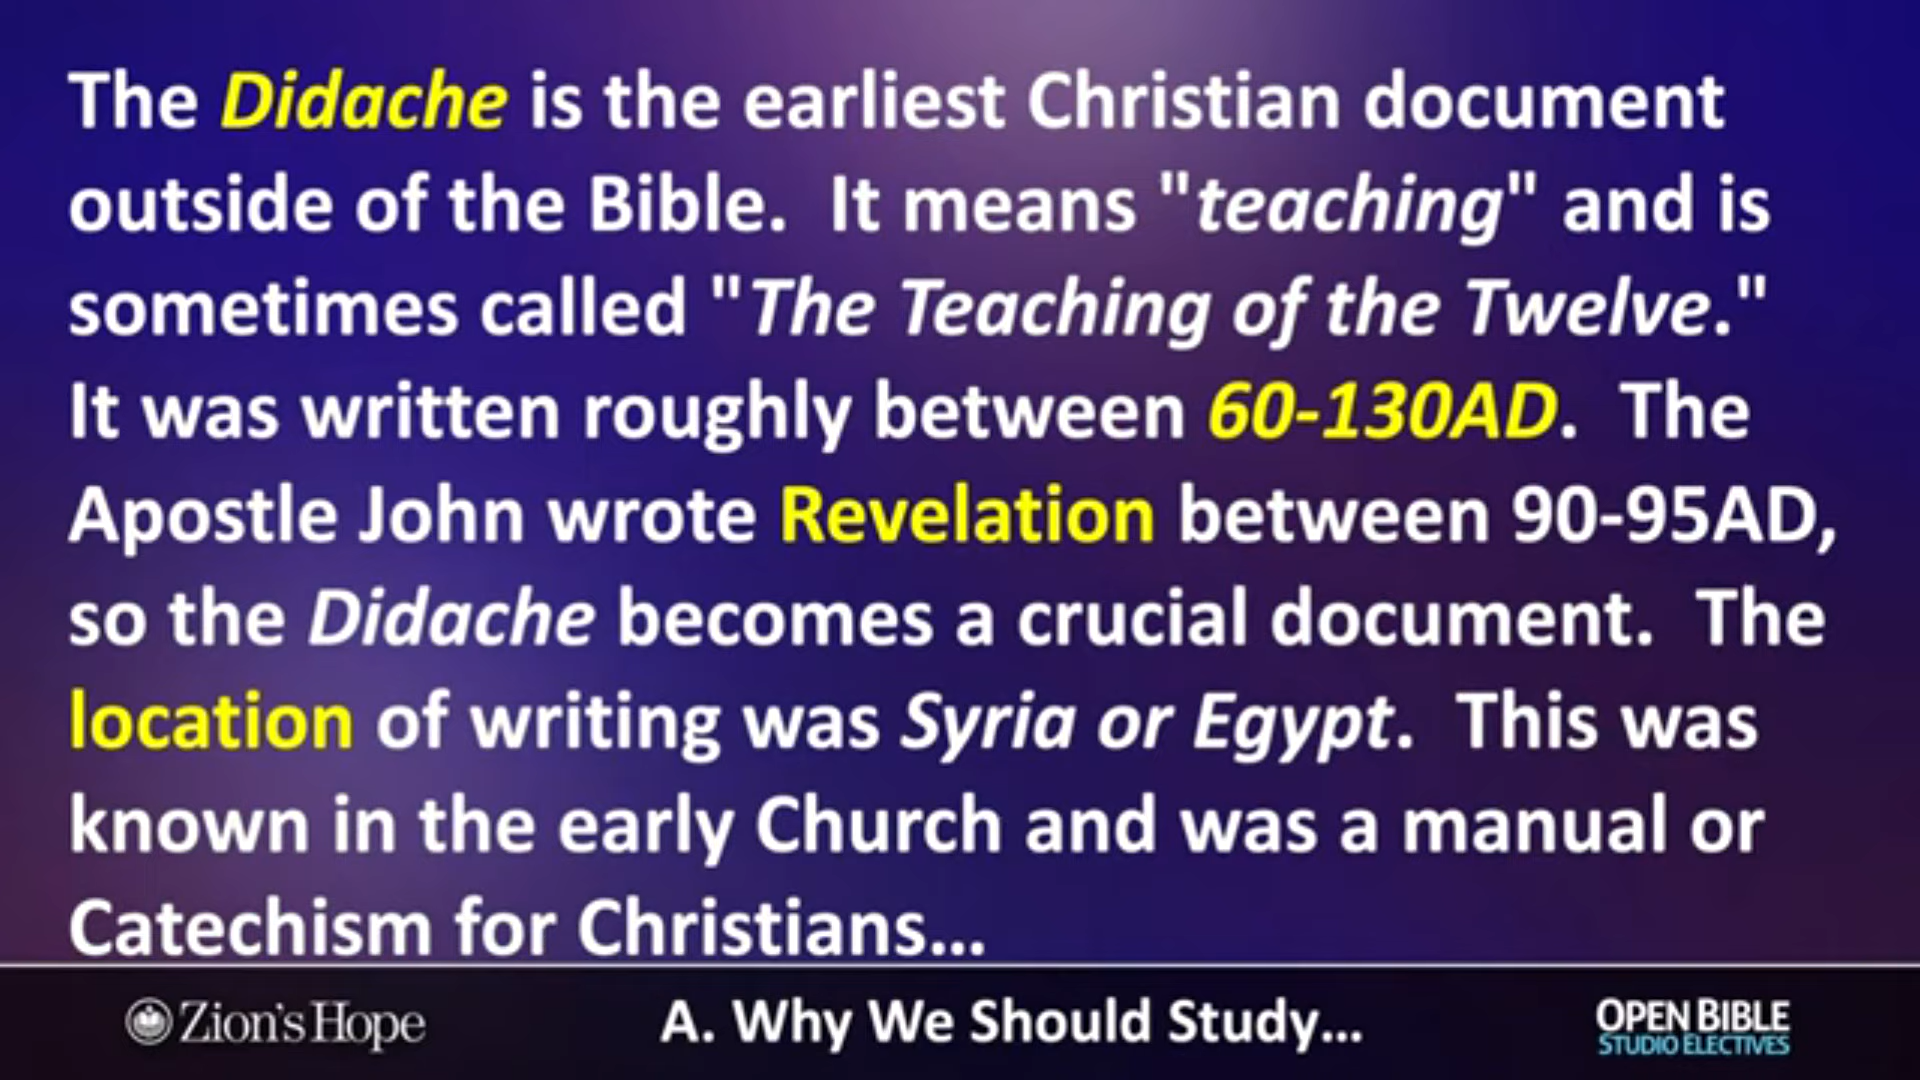 The Didache is the earliest Christian document
outside of the Bible.  It means "teaching" and is
sometimes called "The Teaching of the Twelve."
It was written roughly between 60-130AD.  The
Apostle John wrote Revelation between 90-95AD,
so the Didache becomes a crucial document.  The
location of writing was Syria or Egypt.  This was
known in the early Church and was a manual or
Catechism for Christians...
Zion's Hope
A. Why We Should Study...
OPEN BIBLE
STUDIO ELECTIVES